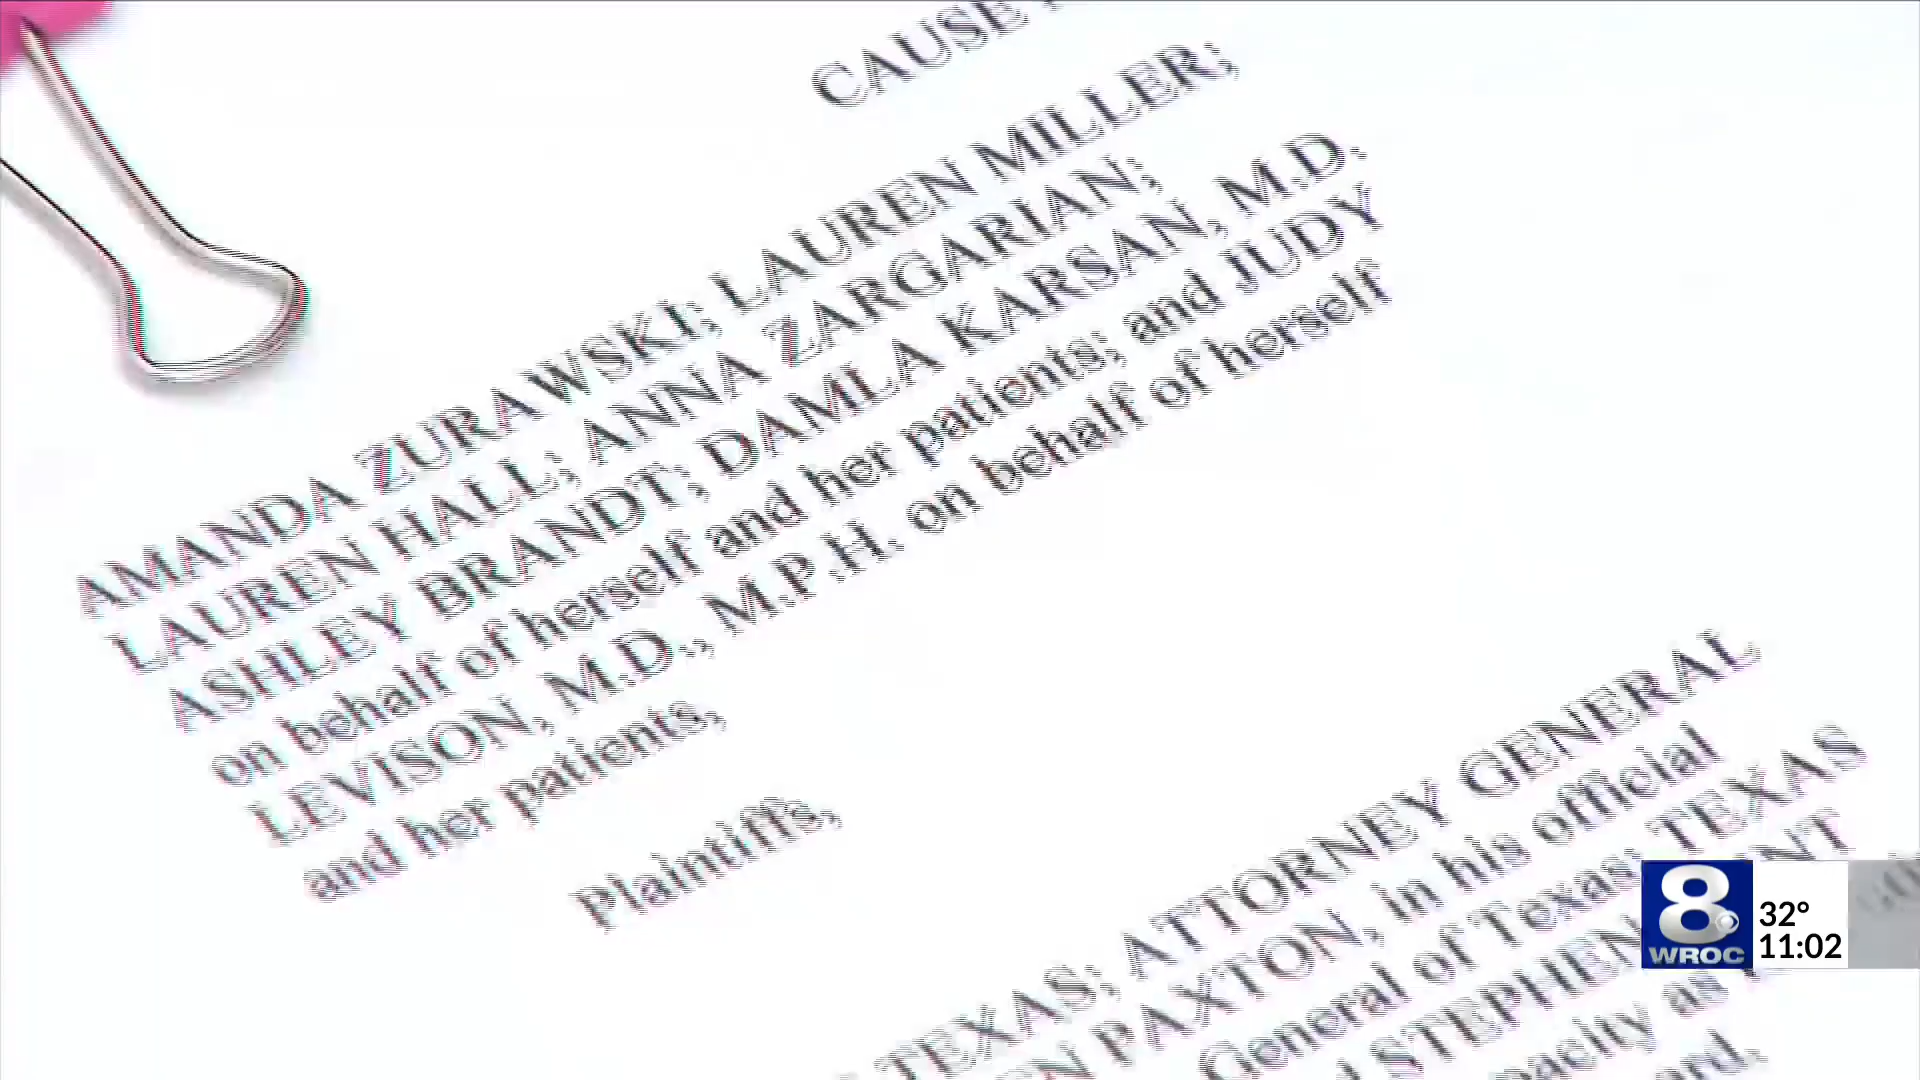 CAUSE
AMANDA ZURAWSKI; LAUREN MILLER;
LAUREN HALL; ANNA ZARGARIAN;
ASHLEY BRANDT; DAMLA KARSAN, M.D.
on behalf of herself and her patients; and JUDY
LEVISON, M.D., M.P.H. on behalf of herself
and her patients,
Plaintiffs,
TEXAS; ATTORNEY GENERAL
PAXTON, in his official
General of Texas; TEXAS
STEPHEN
as
8
WROC
32°
11:02